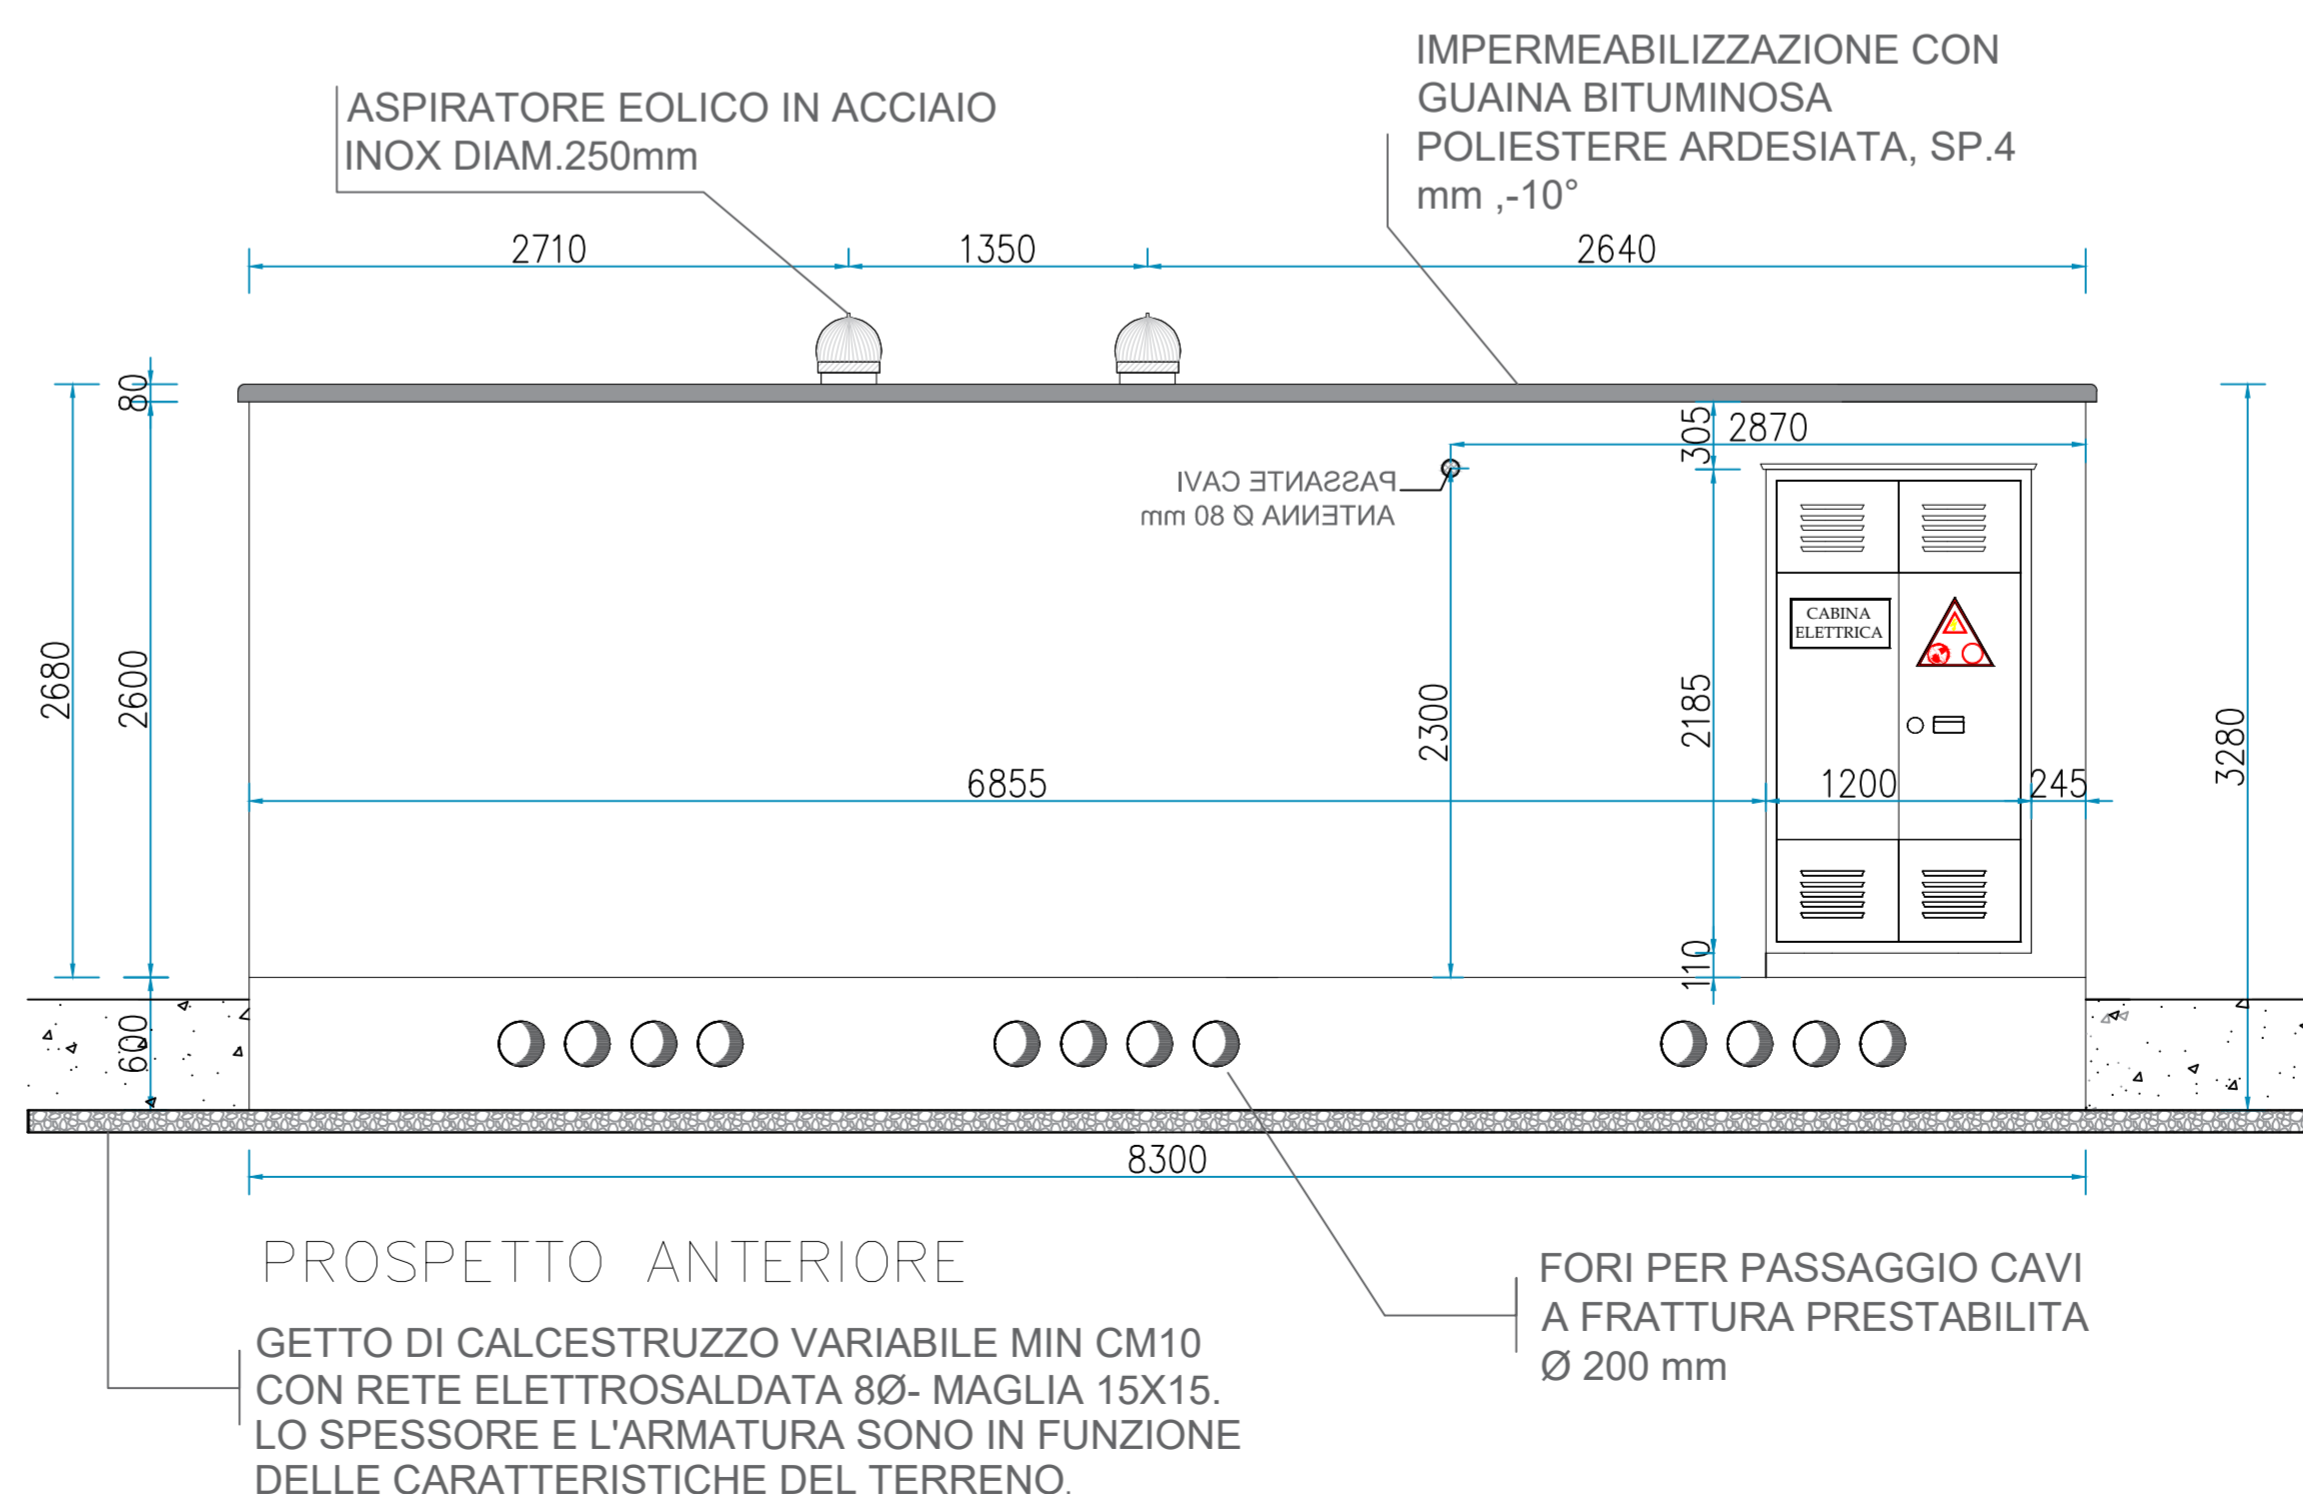 IMPERMEABILIZZAZIONE CON
GUAINA BITUMINOSA
POLIESTERE ARDESIATA, SP.4
mm ,-10°
ASPIRATORE EOLICO IN ACCIAIO
INOX DIAM.250mm
2710
1350
2640
80
305
2870
PASSANTE CAVI
ANTENNA Ø 80 mm
CABINA
ELETTRICA
2680
2600
2300
2185
3280
6855
1200
245
110
600
8300
PROSPETTO ANTERIORE
GETTO DI CALCESTRUZZO VARIABILE MIN CM10
CON RETE ELETTROSALDATA 8Ø- MAGLIA 15X15.
LO SPESSORE E L'ARMATURA SONO IN FUNZIONE
DELLE CARATTERISTICHE DEL TERRENO.
FORI PER PASSAGGIO CAVI
A FRATTURA PRESTABILITA
Ø 200 mm